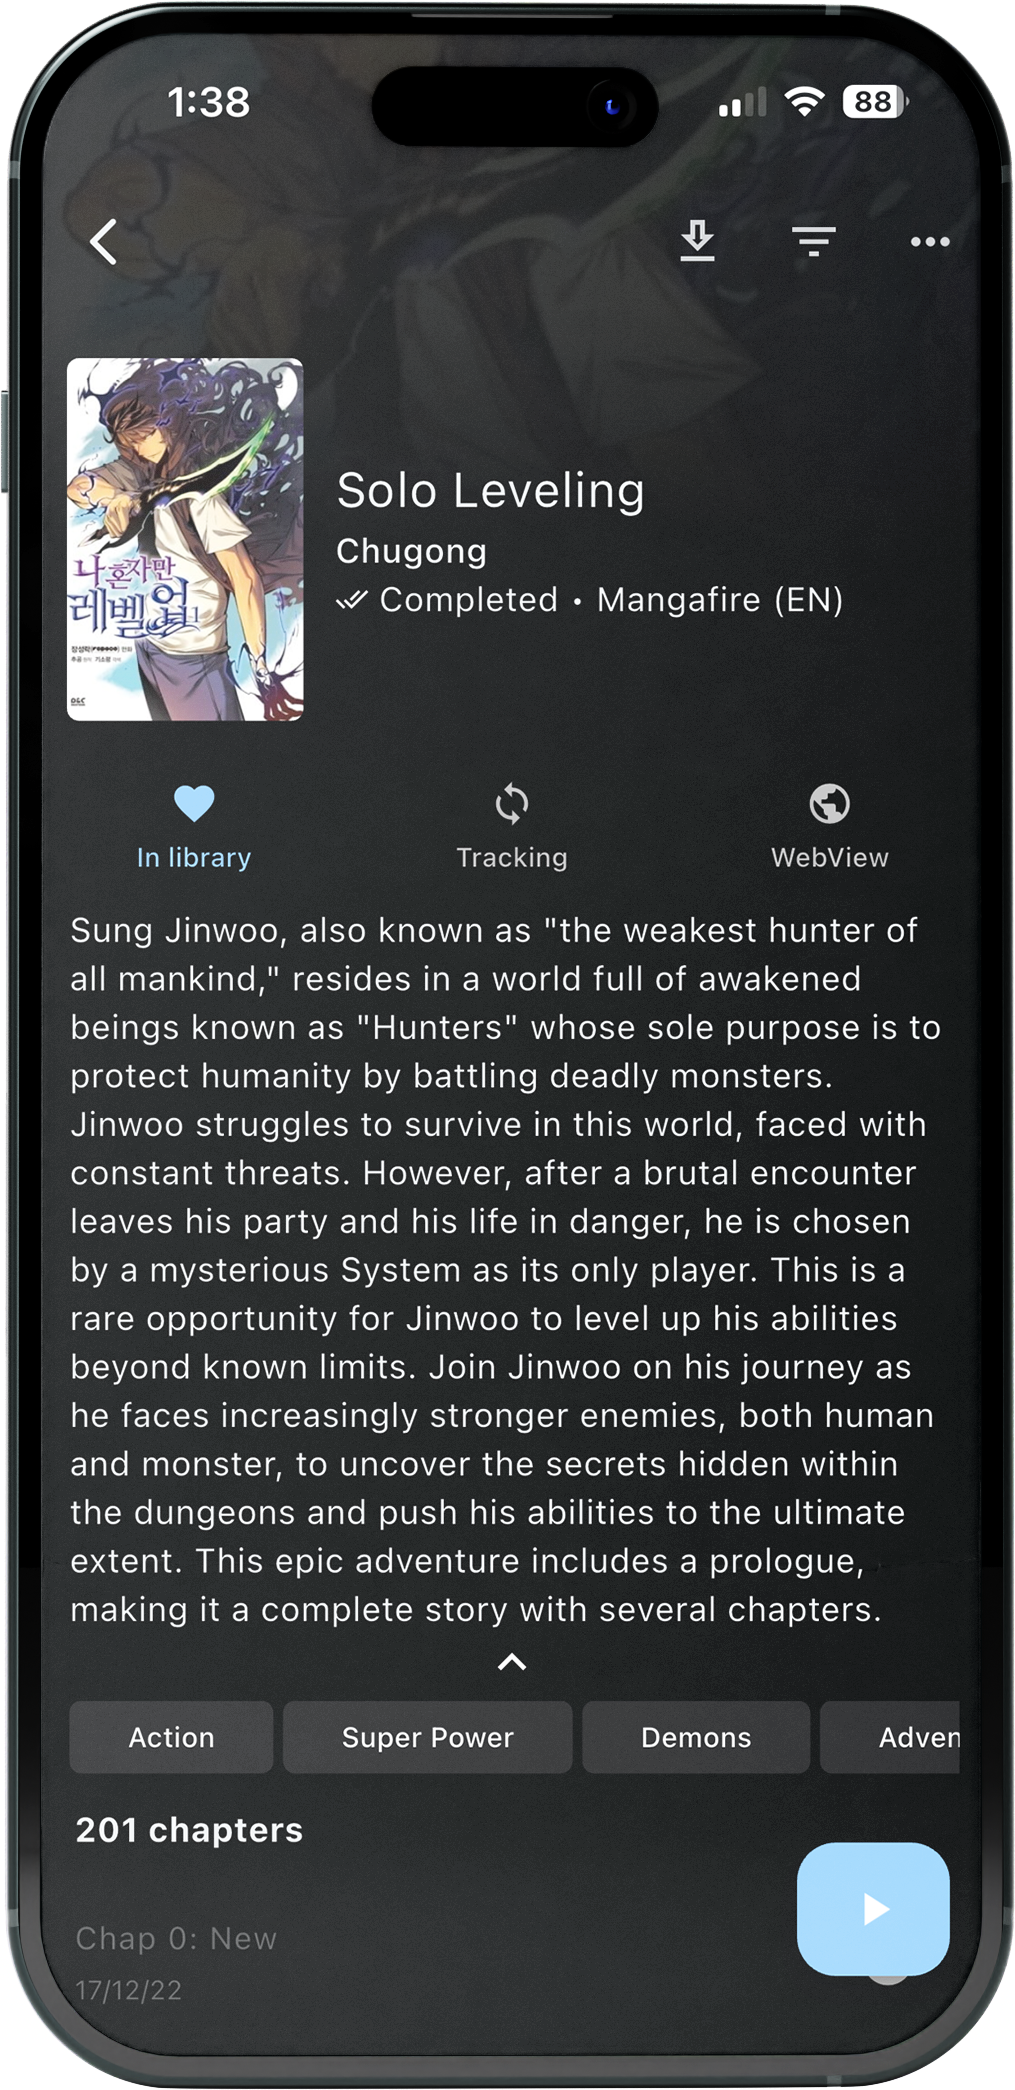 1:38
88
나 혼자만
레벨업
Solo Leveling
Chugong
Completed • Mangafire (EN)
In library
Tracking
WebView
Sung Jinwoo, also known as "the weakest hunter of
all mankind," resides in a world full of awakened
beings known as "Hunters" whose sole purpose is to
protect humanity by battling deadly monsters.
Jinwoo struggles to survive in this world, faced with
constant threats. However, after a brutal encounter
leaves his party and his life in danger, he is chosen
by a mysterious System as its only player. This is a
rare opportunity for Jinwoo to level up his abilities
beyond known limits. Join Jinwoo on his journey as
he faces increasingly stronger enemies, both human
and monster, to uncover the secrets hidden within
the dungeons and push his abilities to the ultimate
extent. This epic adventure includes a prologue,
making it a complete story with several chapters.
Action
Super Power
Demons
Adven
201 chapters
Chap 0: New
17/12/22